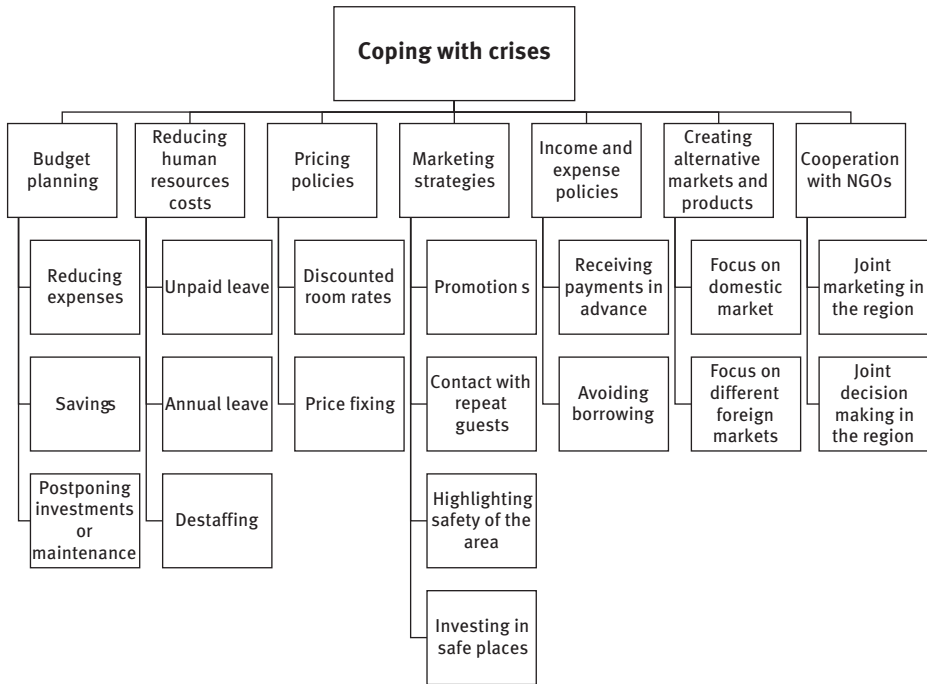 Coping with crises
Budget
planning
Reducing
human
resources
costs
Pricing
policies
Marketing
strategies
Income and
expense
policies
Creating
alternative
markets and
products
Cooperation
with NGOs
Reducing
expenses
Unpaid leave
Discounted
room rates
Promotion s
Receiving
payments in
advance
Focus on
domestic
market
Joint
marketing in
the region
Savings
Annual leave
Price fixing
Contact with
repeat
guests
Avoiding
borrowing
Focus on
different
foreign
markets
Joint
decision
making in
the region
Postponing
investments
or
maintenance
Destaffing
Highlighting
safety of the
area
Investing in
safe places